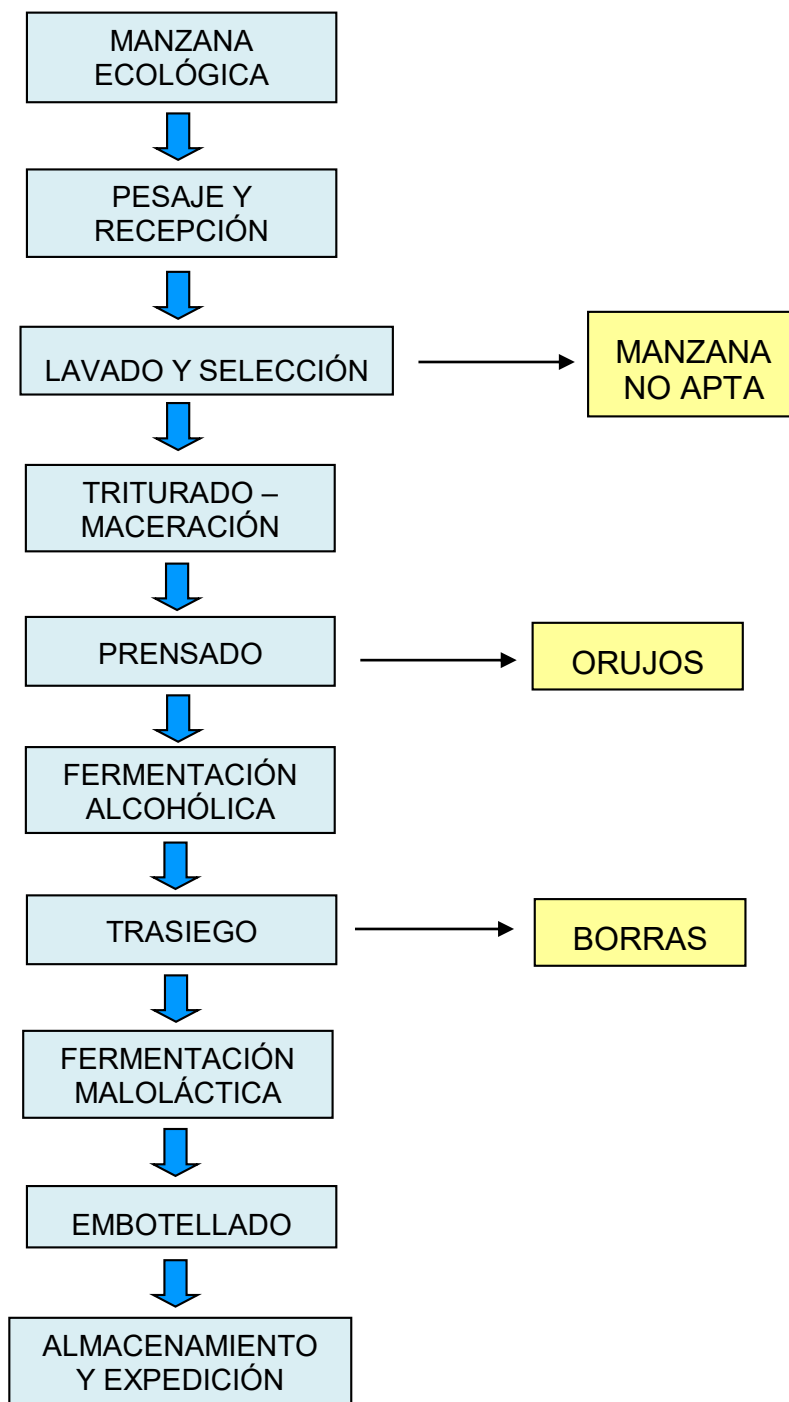 MANZANA
ECOLÓGICA
PESAJE Y
RECEPCIÓN
LAVADO Y SELECCIÓN
MANZANA
NO APTA
TRITURADO –
MACERACIÓN
PRENSADO
ORUJOS
FERMENTACIÓN
ALCOHÓLICA
TRASIEGO
BORRAS
FERMENTACIÓN
MALOLÁCTICA
EMBOTELLADO
ALMACENAMIENTO
Y EXPEDICIÓN